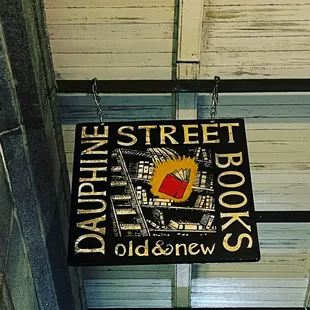 DAUPHINE
STREET
BOOKS
old & new